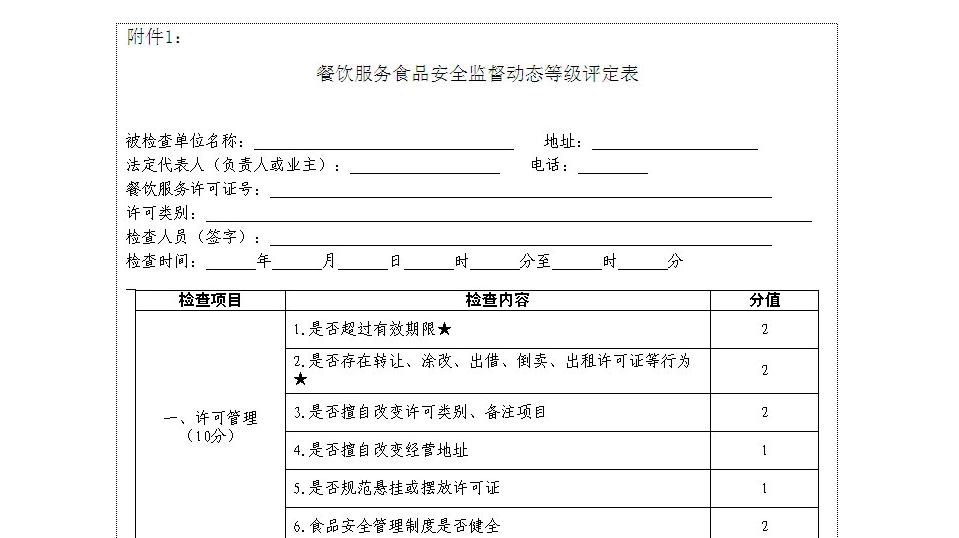 附件1：
餐饮服务食品安全监督动态等级评定表
被检查单位名称： 地址：
法定代表人（负责人或业主）： 电话：
餐饮服务许可证号：
许可类别：
检查人员（签字）：
检查时间： 年 月 日 时 分至 时 分
检查项目 检查内容 分值
一、许可管理
（10分）
1.是否超过有效期限★ 2
2.是否存在转让、涂改、出借、倒卖、出租许可证等行为
★ 2
3.是否擅自改变许可类别、备注项目 2
4.是否擅自改变经营地址 1
5.是否规范悬挂或摆放许可证 1
6.食品安全管理制度是否健全 2